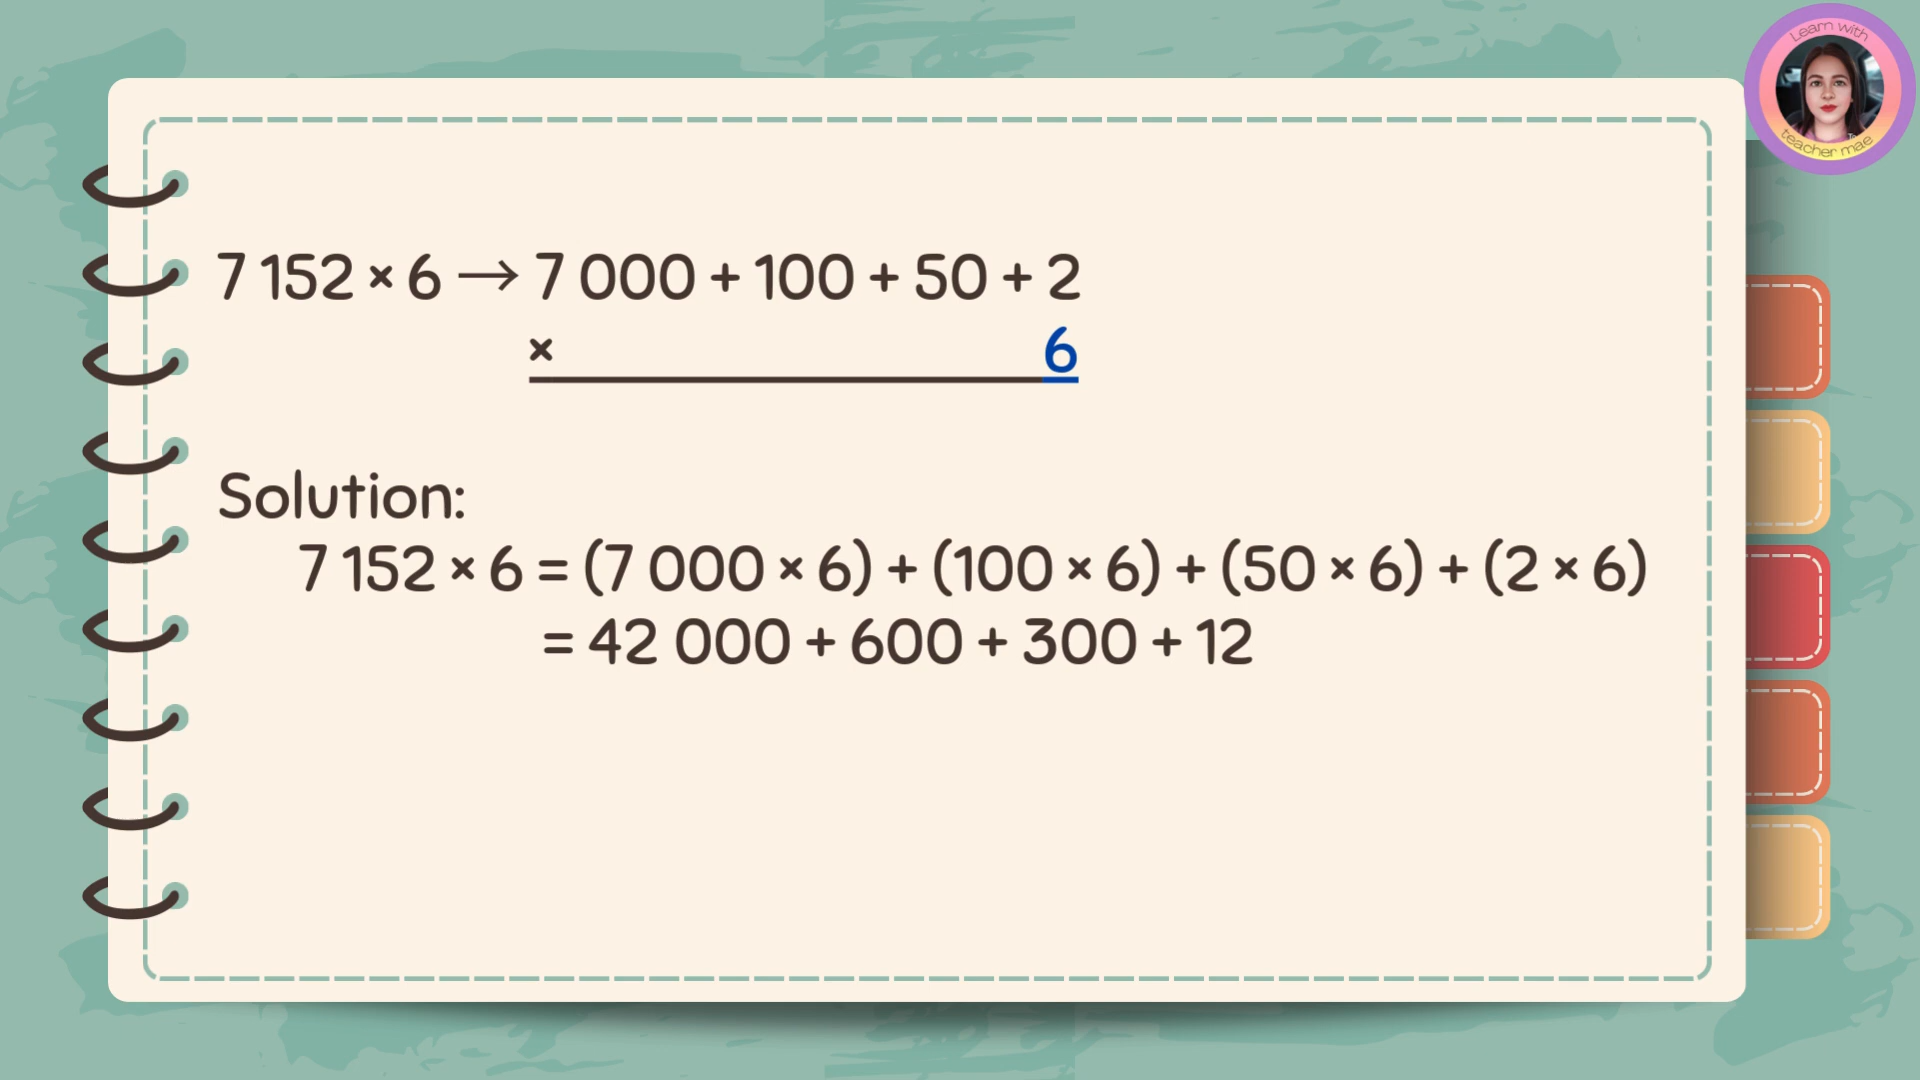 Learn with
teacher mae
7 152 × 6 → 7 000 + 100 + 50 + 2
× 6
Solution:
7 152 × 6 = (7 000 × 6) + (100 × 6) + (50 × 6) + (2 × 6)
= 42 000 + 600 + 300 + 12